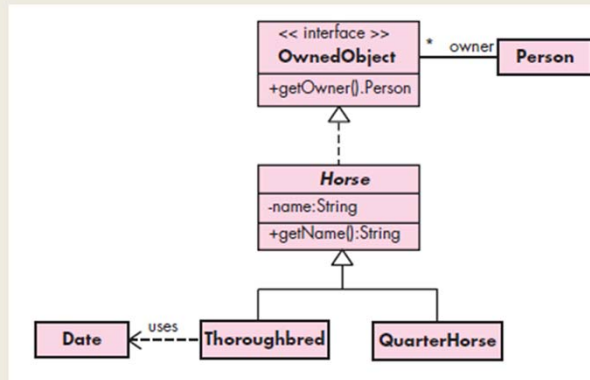 << interface >>
OwnedObject
+getOwner().Person
* owner
Person
Horse
-name:String
+getName():String
Date
uses
Thoroughbred
QuarterHorse